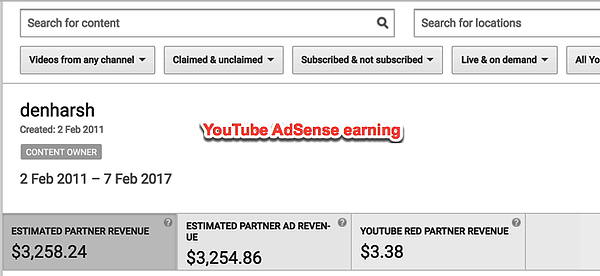 Search for content
Search for locations
Videos from any channel
Claimed & unclaimed
Subscribed & not subscribed
Live & on demand
All Yo
denharsh
Created: 2 Feb 2011
YouTube AdSense earning
CONTENT OWNER
2 Feb 2011 – 7 Feb 2017
ESTIMATED PARTNER REVENUE
$3,258.24
ESTIMATED PARTNER AD REVEN-
UE
$3,254.86
YOUTUBE RED PARTNER REVENUE
$3.38